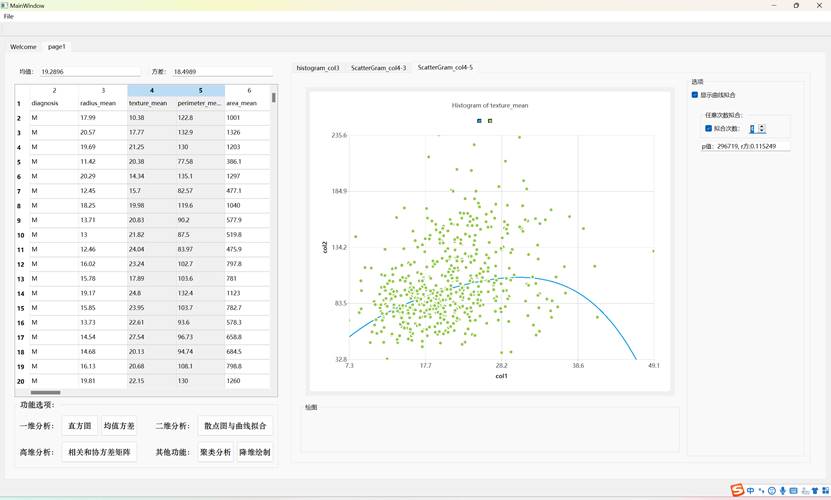 MainWindow
File
Welcome page1
均值: 19.2896 方差: 18.4989
2 3 4 5 6
1 diagnosis radius_mean texture_mean perimeter_me... area_mean
2 M 17.99 10.38 122.8 1001
3 M 20.57 17.77 132.9 1326
4 M 19.69 21.25 130 1203
5 M 11.42 20.38 77.58 386.1
6 M 20.29 14.34 135.1 1297
7 M 12.45 15.7 82.57 477.1
8 M 18.25 19.98 119.6 1040
9 M 13.71 20.83 90.2 577.9
10 M 13 21.82 87.5 519.8
11 M 12.46 24.04 83.97 475.9
12 M 16.02 23.24 102.7 797.8
13 M 15.78 17.89 103.6 781
14 M 19.17 24.8 132.4 1123
15 M 15.85 23.95 103.7 782.7
16 M 13.73 22.61 93.6 578.3
17 M 14.54 27.54 96.73 658.8
18 M 14.68 20.13 94.74 684.5
19 M 16.13 20.68 108.1 798.8
20 M 19.81 22.15 130 1260
功能选项:
一维分析: 直方图 均值方差 二维分析: 散点图与曲线拟合
高维分析: 相关和协方差矩阵 其他功能: 聚类分析 降维绘制
histogram_col3 ScatterGram_col4-3 ScatterGram_col4-5
Histogram of texture_mean
235.6
184.9
col2
134.2
83.5
32.8
7.3 17.7 28.2 38.6 49.1
col1
绘图
选项
显示曲线拟合
任意次数拟合:
拟合次数:
p值: 296719, r方:0.115249
中